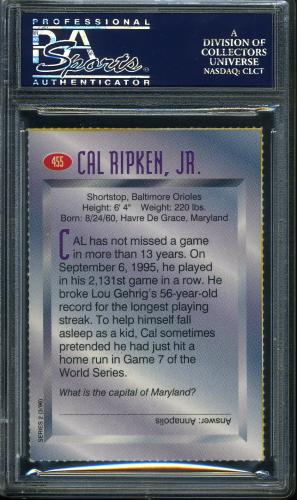 PROFESSIONAL
PSA
Sports
AUTHENTICATOR
A
DIVISION OF
COLLECTORS
UNIVERSE
NASDAQ: CLCT
455 CAL RIPKEN, JR.
Shortstop, Baltimore Orioles
Height: 6' 4" Weight: 220 lbs.
Born: 8/24/60, Havre De Grace, Maryland
CAL has not missed a game
in more than 13 years. On
September 6, 1995, he played
in his 2,131st game in a row. He
broke Lou Gehrig's 56-year-old
record for the longest playing
streak. To help himself fall
asleep as a kid, Cal sometimes
pretended he had just hit a
home run in Game 7 of the
World Series.
What is the capital of Maryland?
Answer: Annapolis
SERIES 2 (3/96)